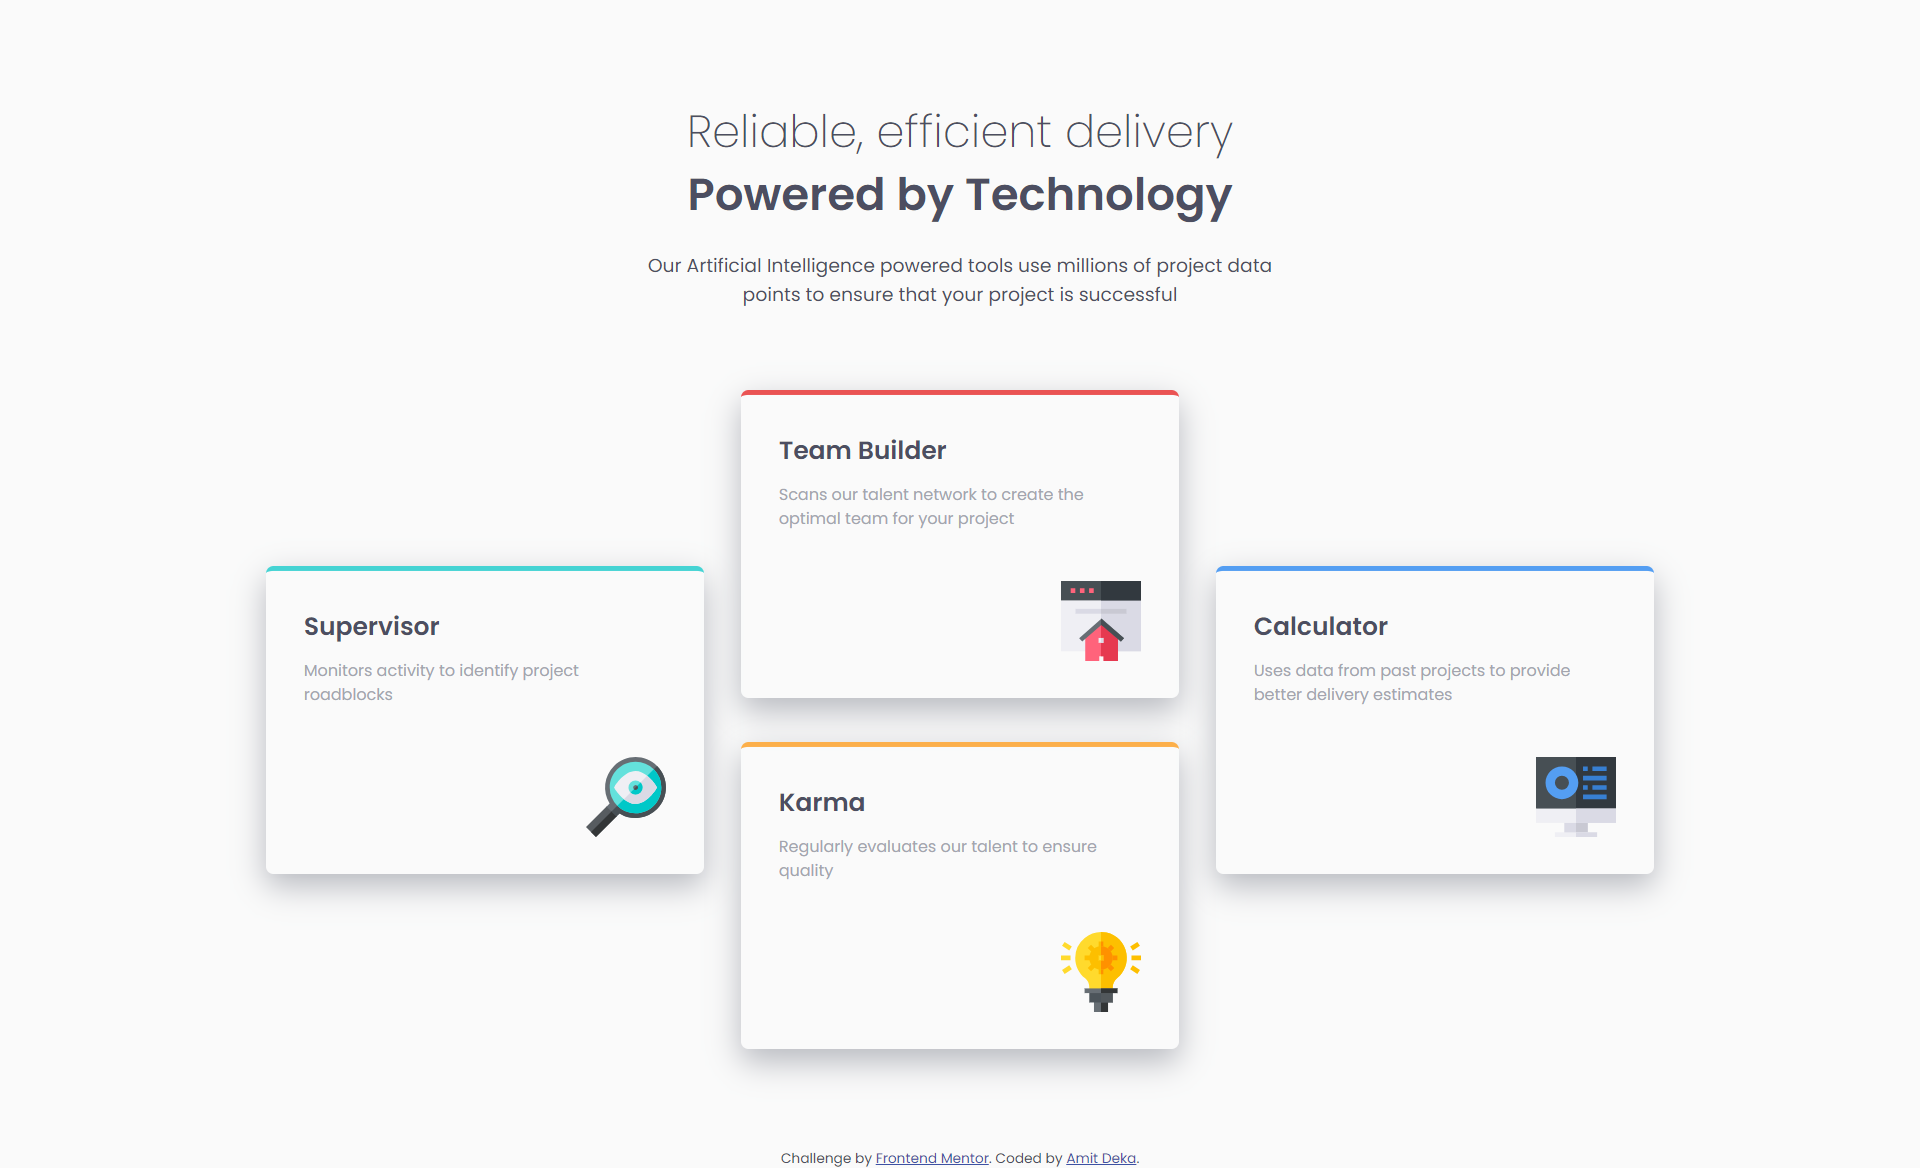 Reliable, efficient delivery
Powered by Technology
Our Artificial Intelligence powered tools use millions of project data
points to ensure that your project is successful
Supervisor
Monitors activity to identify project
roadblocks
Team Builder
Scans our talent network to create the
optimal team for your project
Karma
Regularly evaluates our talent to ensure
quality
Calculator
Uses data from past projects to provide
better delivery estimates
Challenge by Frontend Mentor. Coded by Amit Deka.